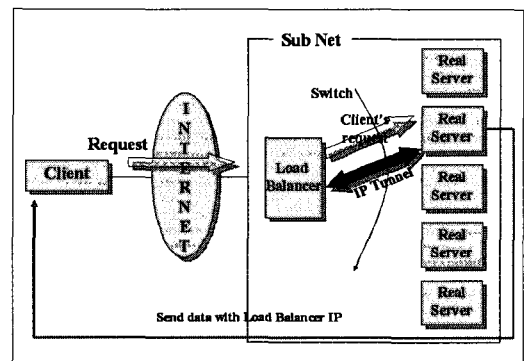 Sub Net
Real
Server
Switch
Client's
request
Real
Server
Request
INTERNET
Client
Load
Balancer
IP Tunnel
Real
Server
Real
Server
Real
Server
Send data with Load Balancer IP